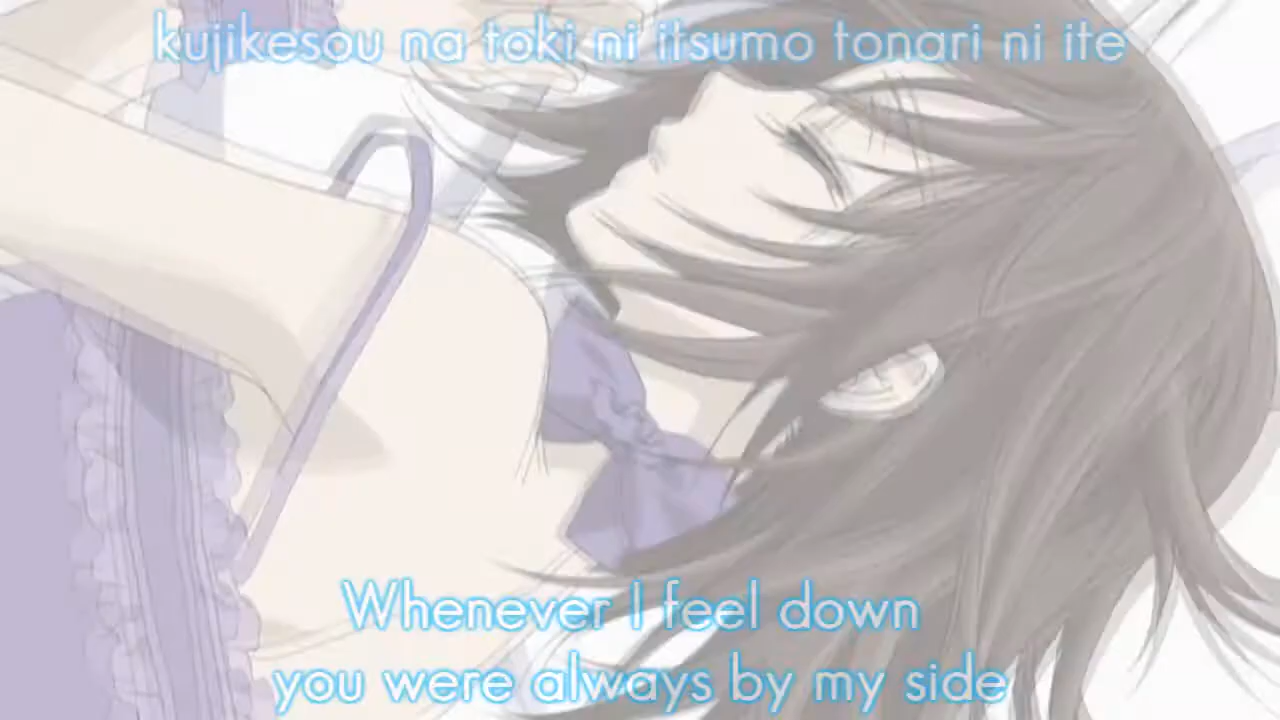 kujikesou na toki ni itsumo tonari ni ite
Whenever I feel down
you were always by my side